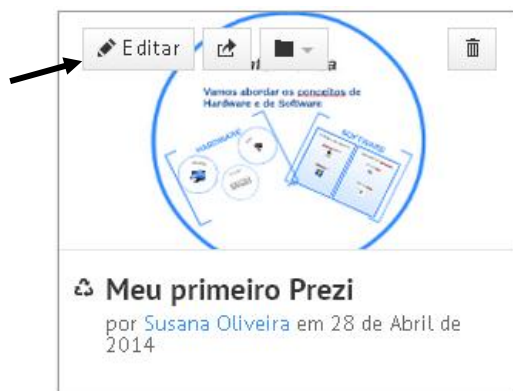 Editar
Vamos abordar os conceitos de
Hardware e de Software
HARDWARE
SOFTWARE
Meu primeiro Prezi
por Susana Oliveira em 28 de Abril de
2014